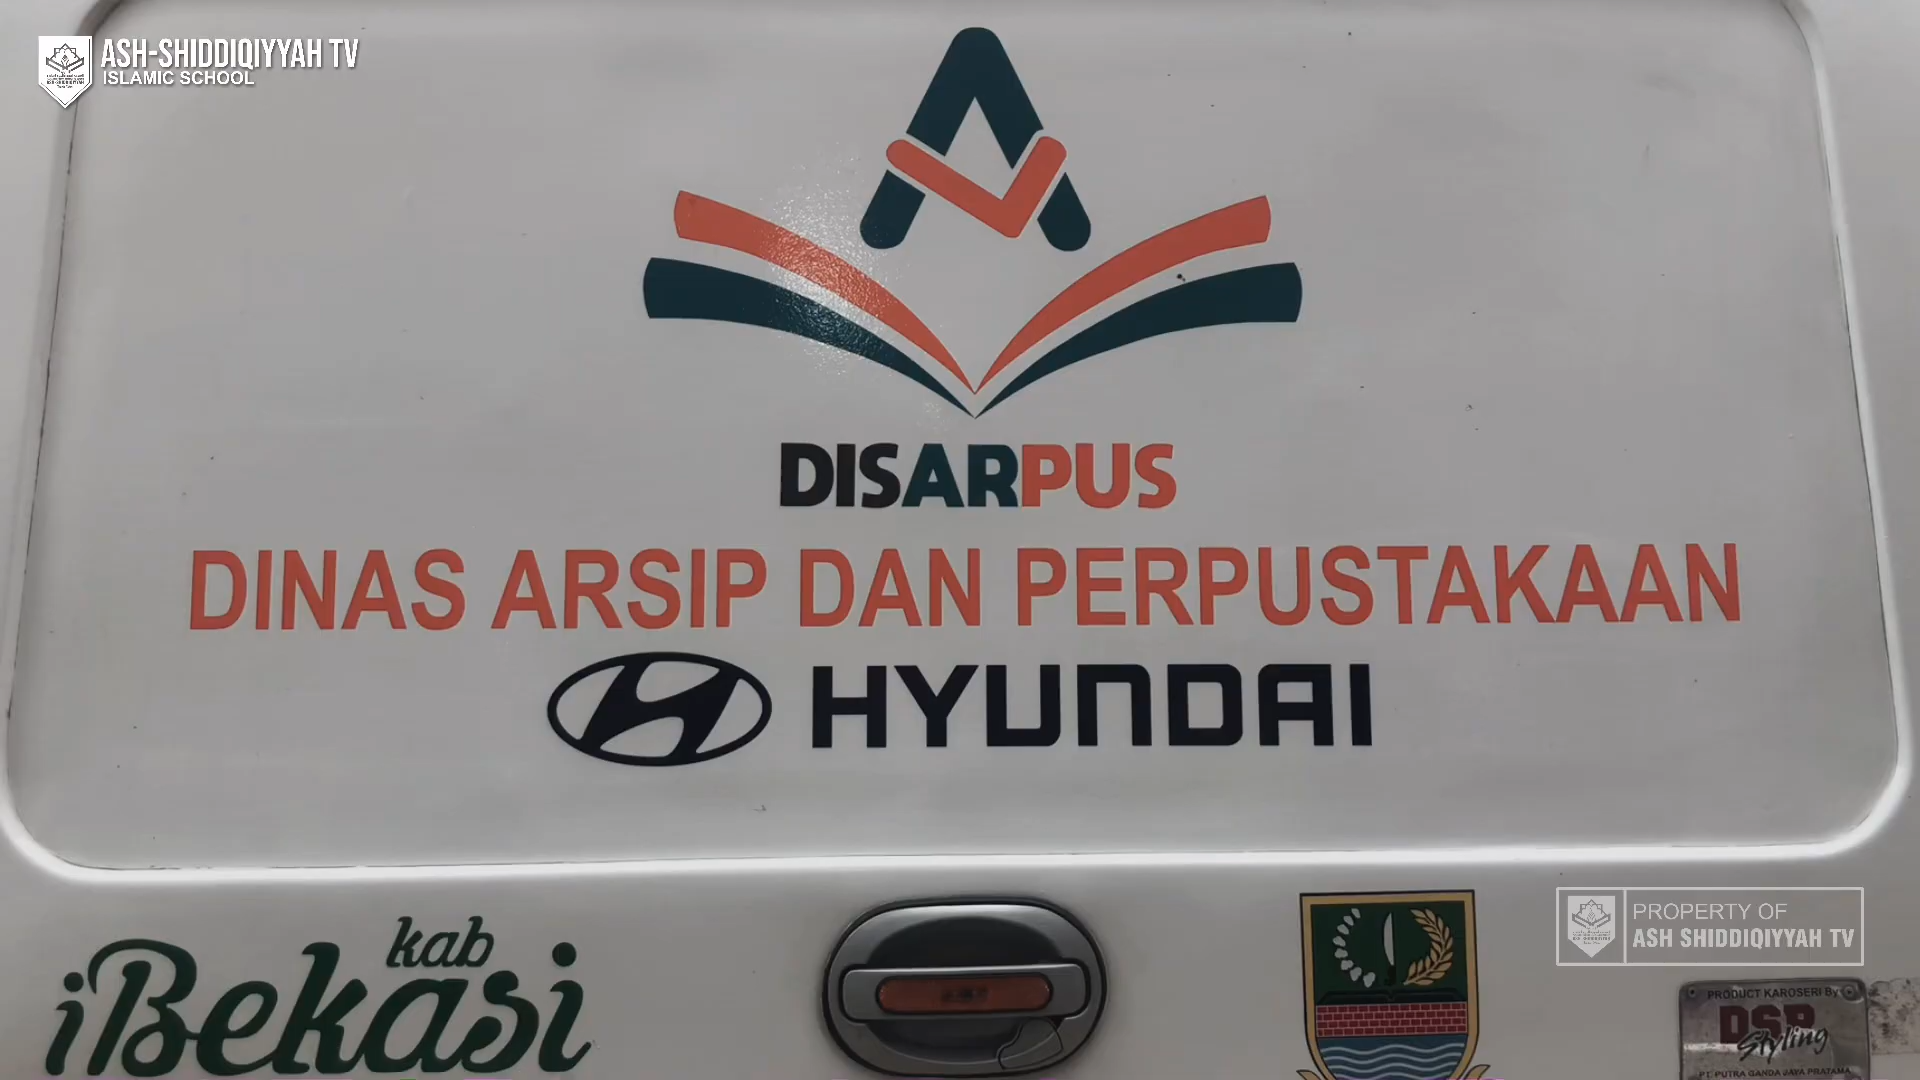 ASH-SHIDDIQIYYAH TV
ISLAMIC SCHOOL
DISARPUS
DINAS ARSIP DAN PERPUSTAKAAN
HYUNDAI
kab
iBekasi
PROPERTY OF
ASH SHIDDIQIYYAH TV
PRODUCT KAROSERI By
DSP
Styling
PT. PUTRA GANDA JAYA PRATAMA